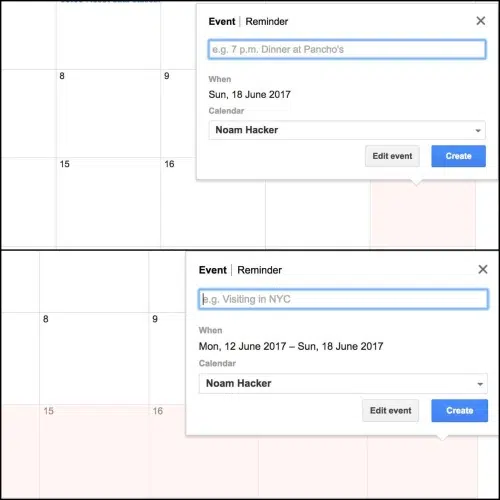 Event | Reminder
e.g. 7 p.m. Dinner at Pancho's
8
9
When
Sun, 18 June 2017
Calendar
Noam Hacker
Edit event
Create
15
16
Event | Reminder
e.g. Visiting in NYC
8
9
When
Mon, 12 June 2017 – Sun, 18 June 2017
Calendar
Noam Hacker
Edit event
Create
15
16